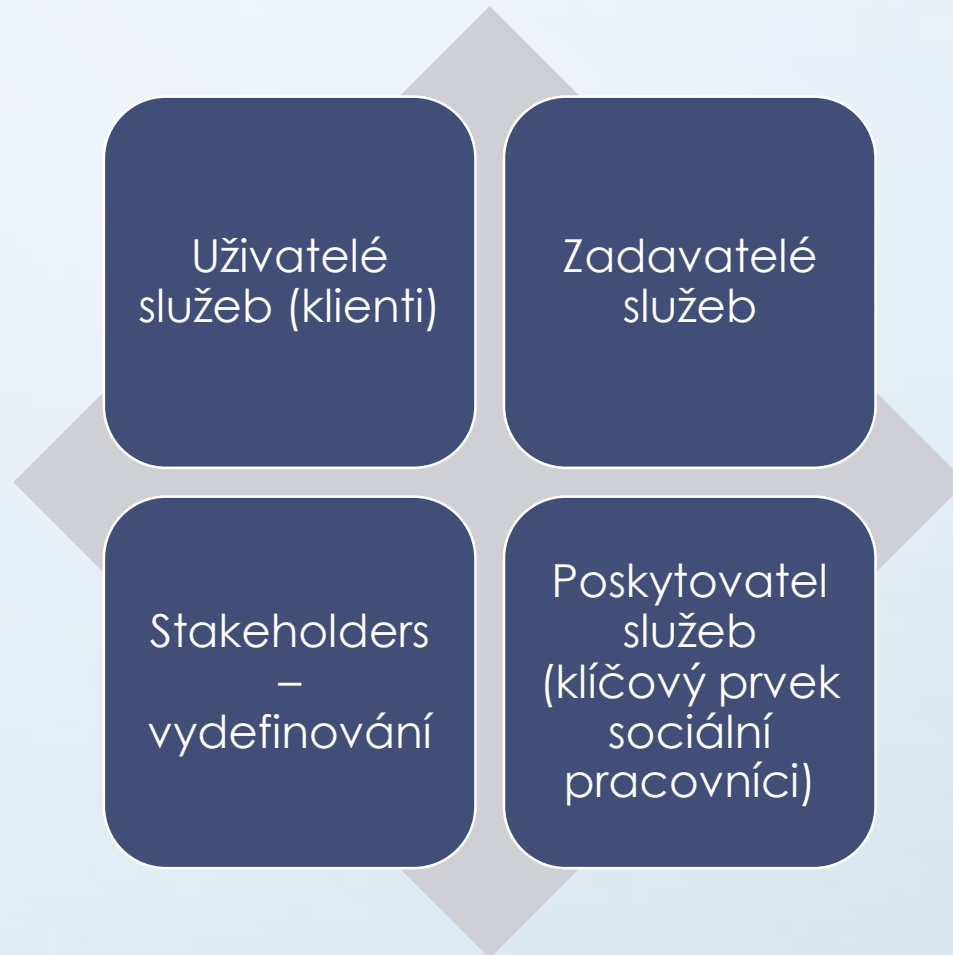 Uživatelé
služeb (klienti)
Zadavatelé
služeb
Stakeholders
–
vydefinování
Poskytovatel
služeb
(klíčový prvek
sociální
pracovníci)